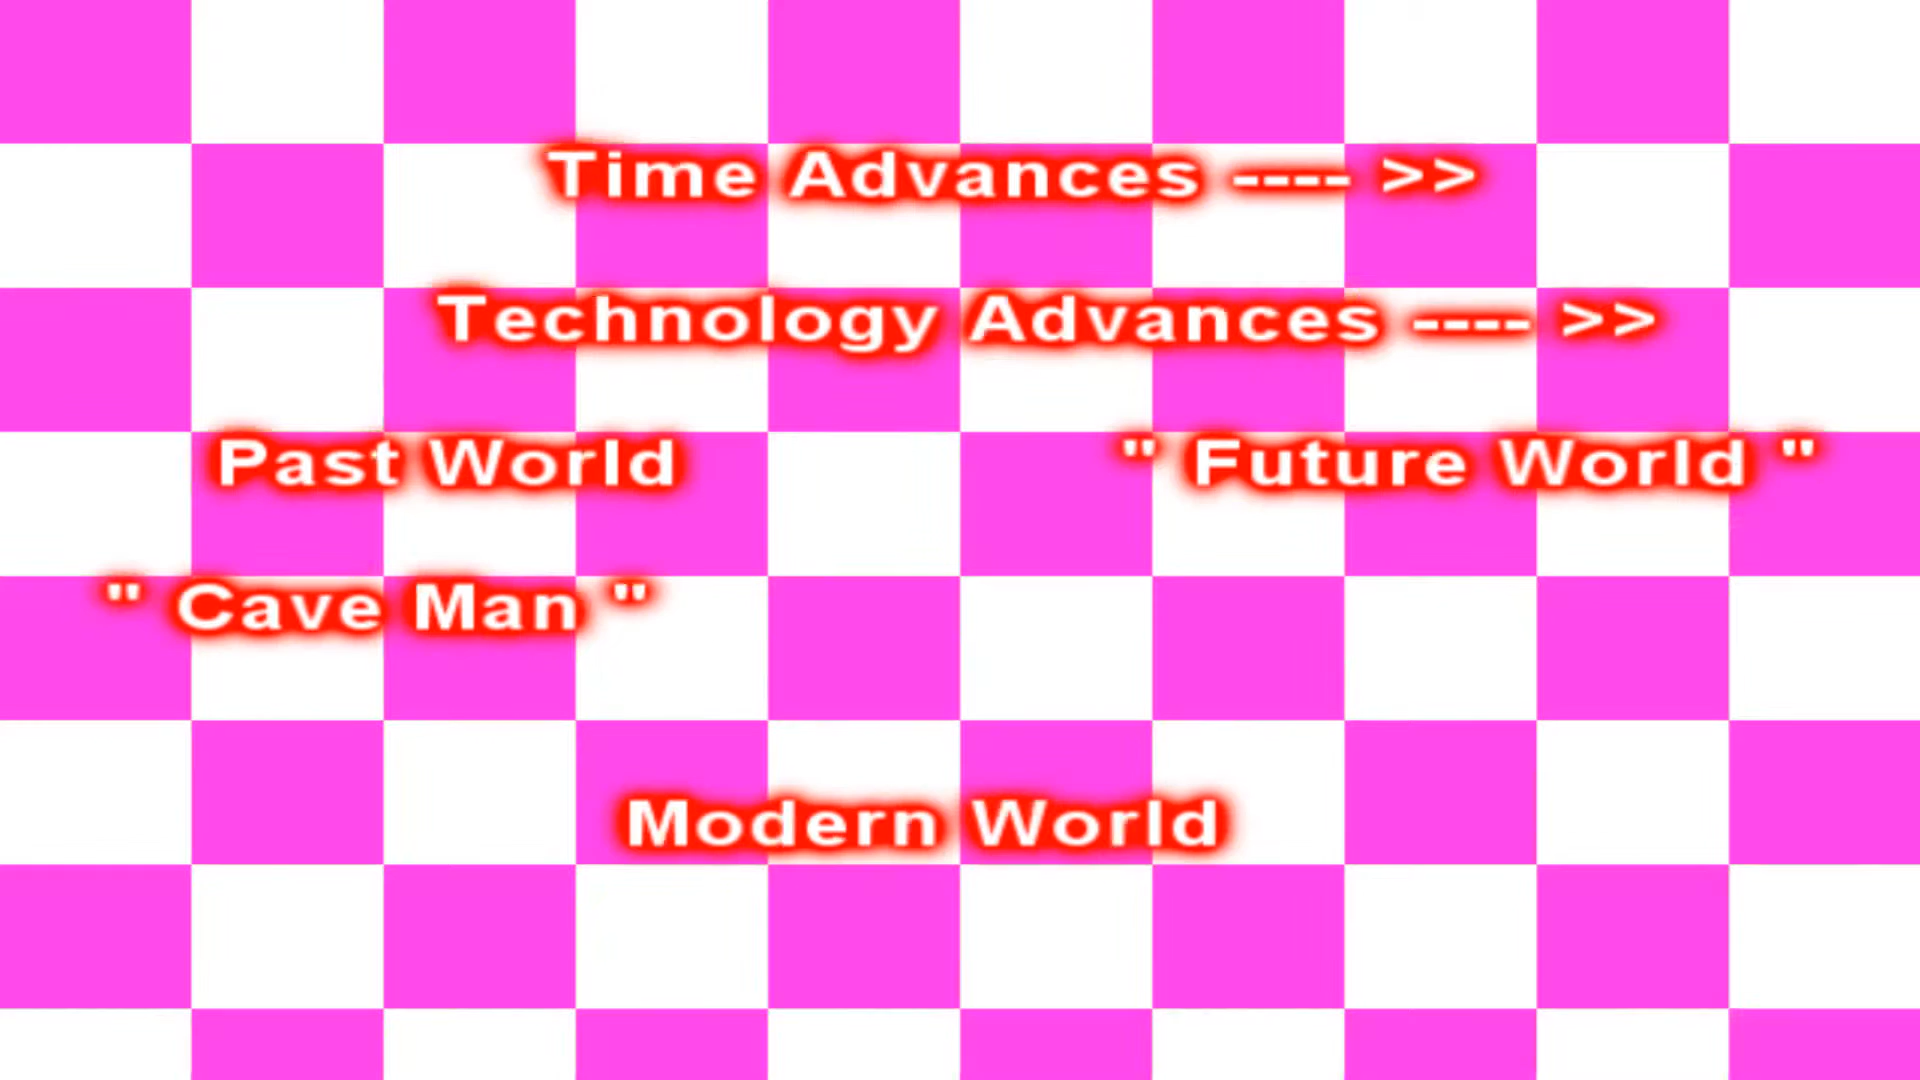 Time Advances ---- >>
Technology Advances ---- >>
Past World " Future World "
" Cave Man "
Modern World